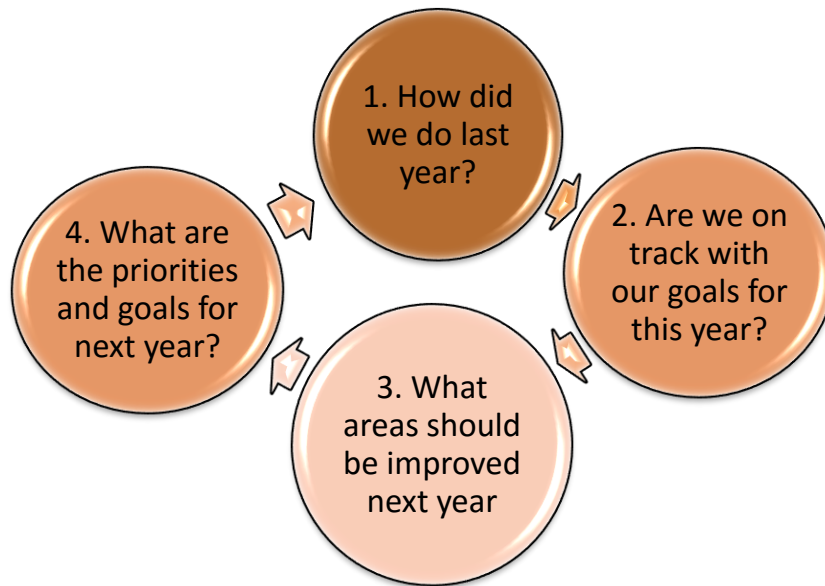 1. How did
we do last
year?
2. Are we on
track with
our goals for
this year?
3. What
areas should
be improved
next year
4. What are
the priorities
and goals for
next year?